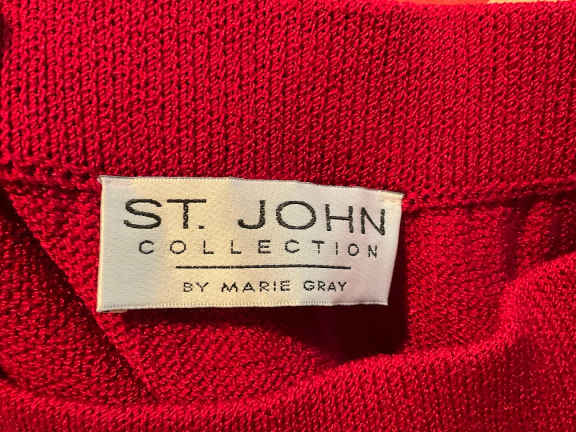 ST. JOHN
COLLECTION
BY MARIE GRAY